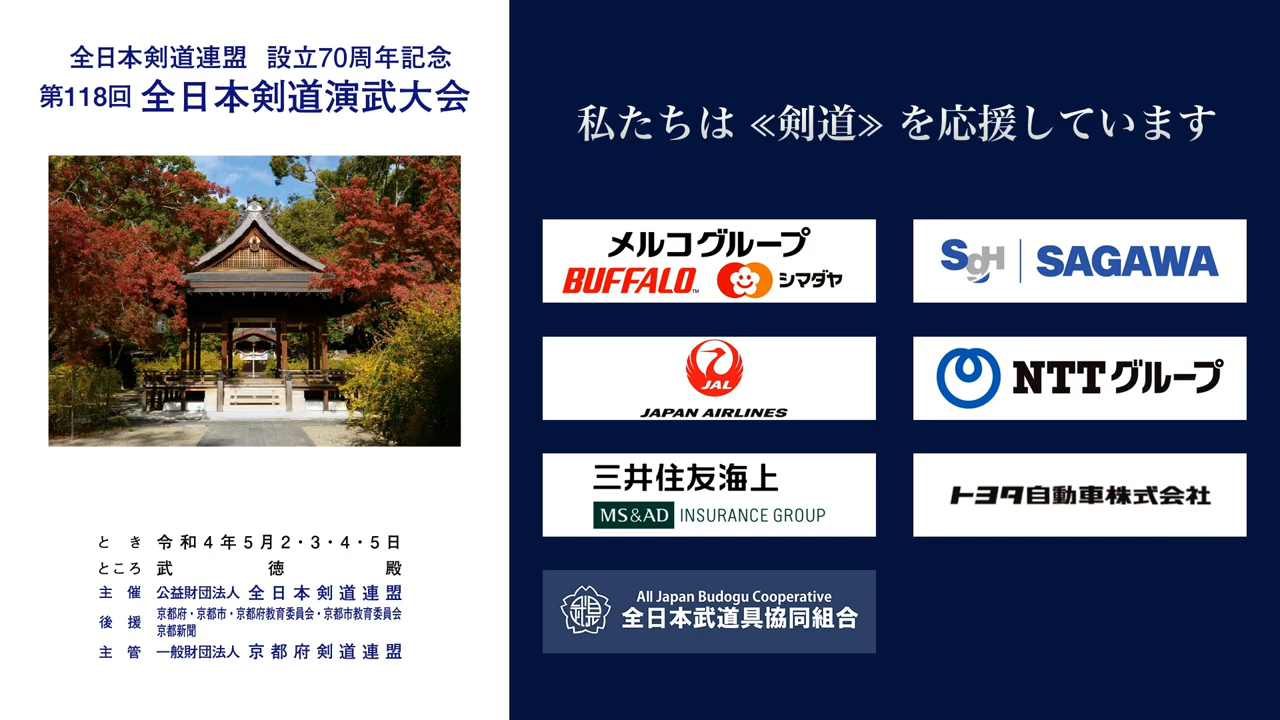 全日本剣道連盟 設立70周年記念
第118回 全日本剣道演武大会
とき 令和4年5月2・3・4・5日
ところ 武徳殿
主催 公益財団法人 全日本剣道連盟
後援 京都府・京都市・京都府教育委員会・京都市教育委員会
京都新聞
主管 一般財団法人 京都府剣道連盟
私たちは ≪剣道≫ を応援しています
メルコグループ
BUFFALO™ シマダヤ
SGH SAGAWA
JAL
JAPAN AIRLINES
NTTグループ
三井住友海上
MS&AD INSURANCE GROUP
トヨタ自動車株式会社
All Japan Budogu Cooperative
全日本武道具協同組合